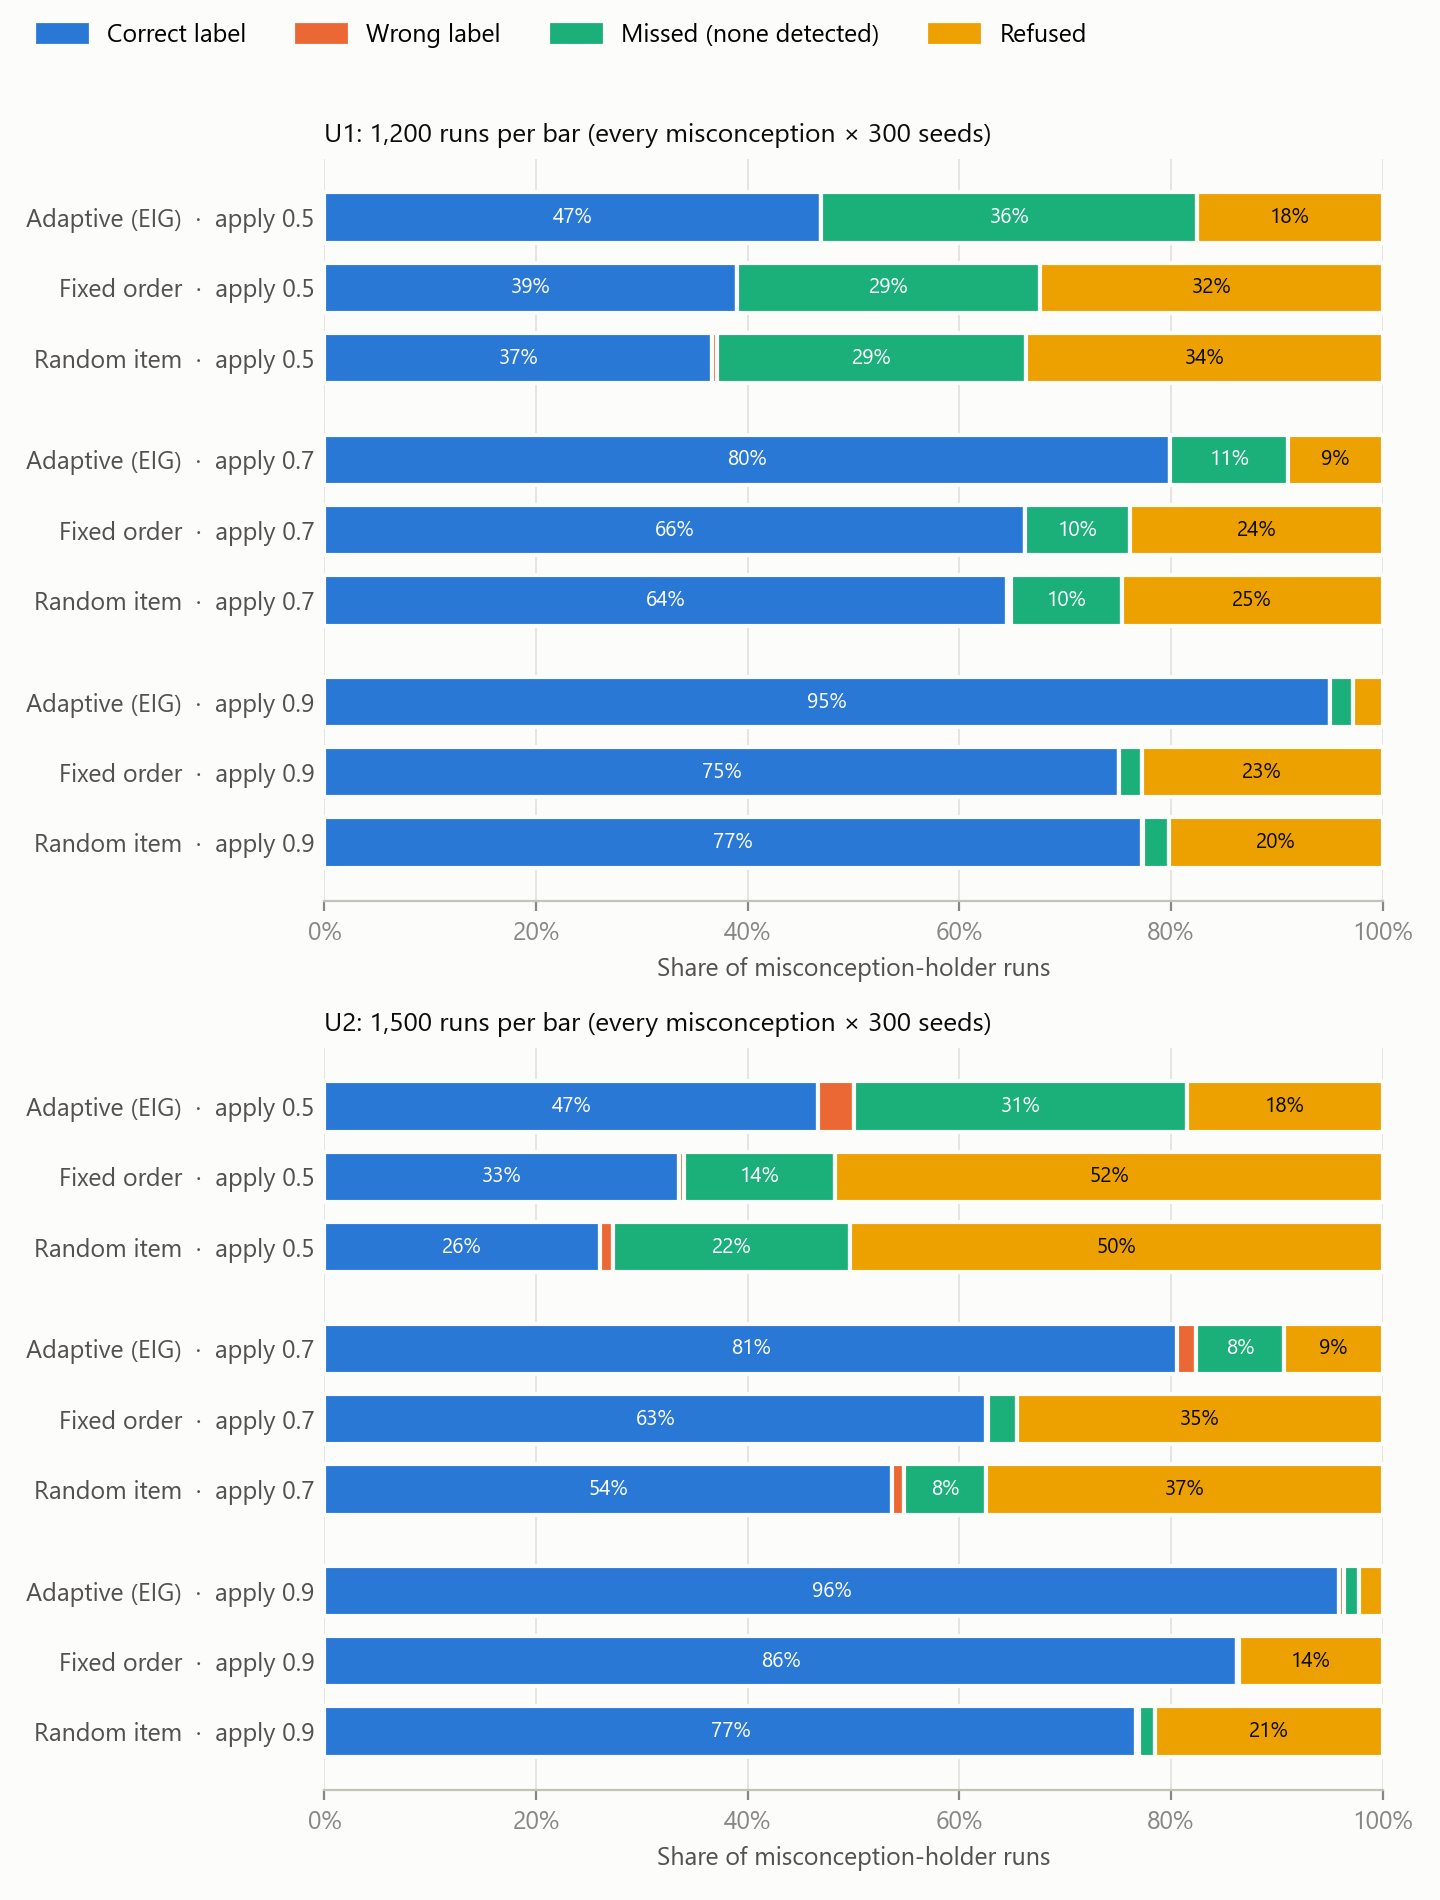 Correct label Wrong label Missed (none detected) Refused
U1: 1,200 runs per bar (every misconception × 300 seeds)
Adaptive (EIG) · apply 0.5 47% 36% 18%
Fixed order · apply 0.5 39% 29% 32%
Random item · apply 0.5 37% 29% 34%
Adaptive (EIG) · apply 0.7 80% 11% 9%
Fixed order · apply 0.7 66% 10% 24%
Random item · apply 0.7 64% 10% 25%
Adaptive (EIG) · apply 0.9 95%
Fixed order · apply 0.9 75% 23%
Random item · apply 0.9 77% 20%
0% 20% 40% 60% 80% 100%
Share of misconception-holder runs
U2: 1,500 runs per bar (every misconception × 300 seeds)
Adaptive (EIG) · apply 0.5 47% 31% 18%
Fixed order · apply 0.5 33% 14% 52%
Random item · apply 0.5 26% 22% 50%
Adaptive (EIG) · apply 0.7 81% 8% 9%
Fixed order · apply 0.7 63% 35%
Random item · apply 0.7 54% 8% 37%
Adaptive (EIG) · apply 0.9 96%
Fixed order · apply 0.9 86% 14%
Random item · apply 0.9 77% 21%
0% 20% 40% 60% 80% 100%
Share of misconception-holder runs